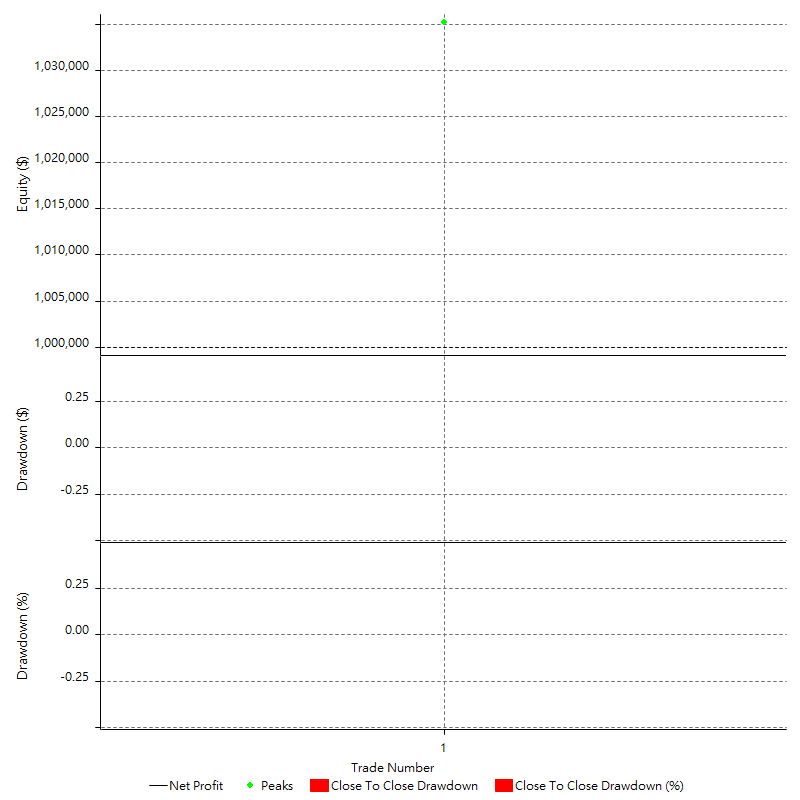 Equity ($)
1,030,000
1,025,000
1,020,000
1,015,000
1,010,000
1,005,000
1,000,000
Drawdown ($)
0.25
0.00
-0.25
Drawdown (%)
0.25
0.00
-0.25
1
Trade Number
Net Profit Peaks Close To Close Drawdown Close To Close Drawdown (%)